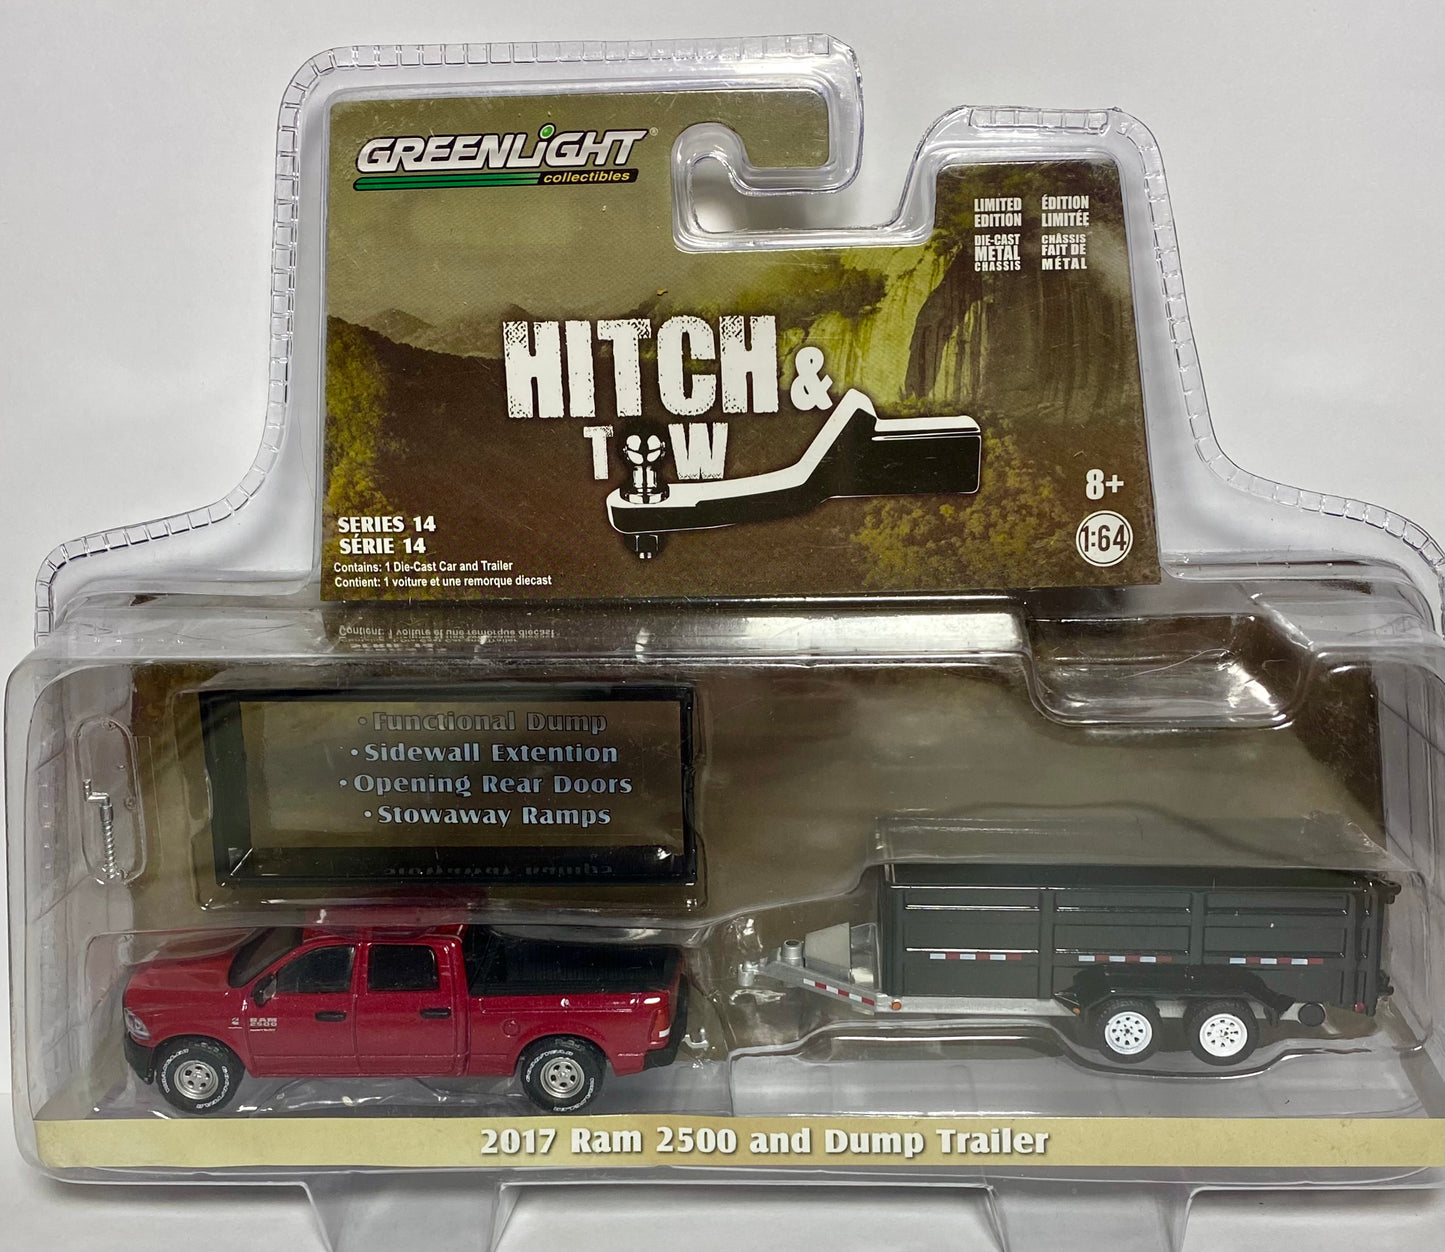 GREENLiGHT®
collectibles
LIMITED EDITION
ÉDITION LIMITÉE
DIE-CAST METAL CHASSIS
CHÂSSIS FAIT DE MÉTAL
HITCH &
TOW
8+
1:64
SERIES 14
SÉRIE 14
Contains: 1 Die-Cast Car and Trailer
Contient: 1 voiture et une remorque diecast
• Functional Dump
• Sidewall Extention
• Opening Rear Doors
• Stowaway Ramps
RAM
2500
2017 Ram 2500 and Dump Trailer